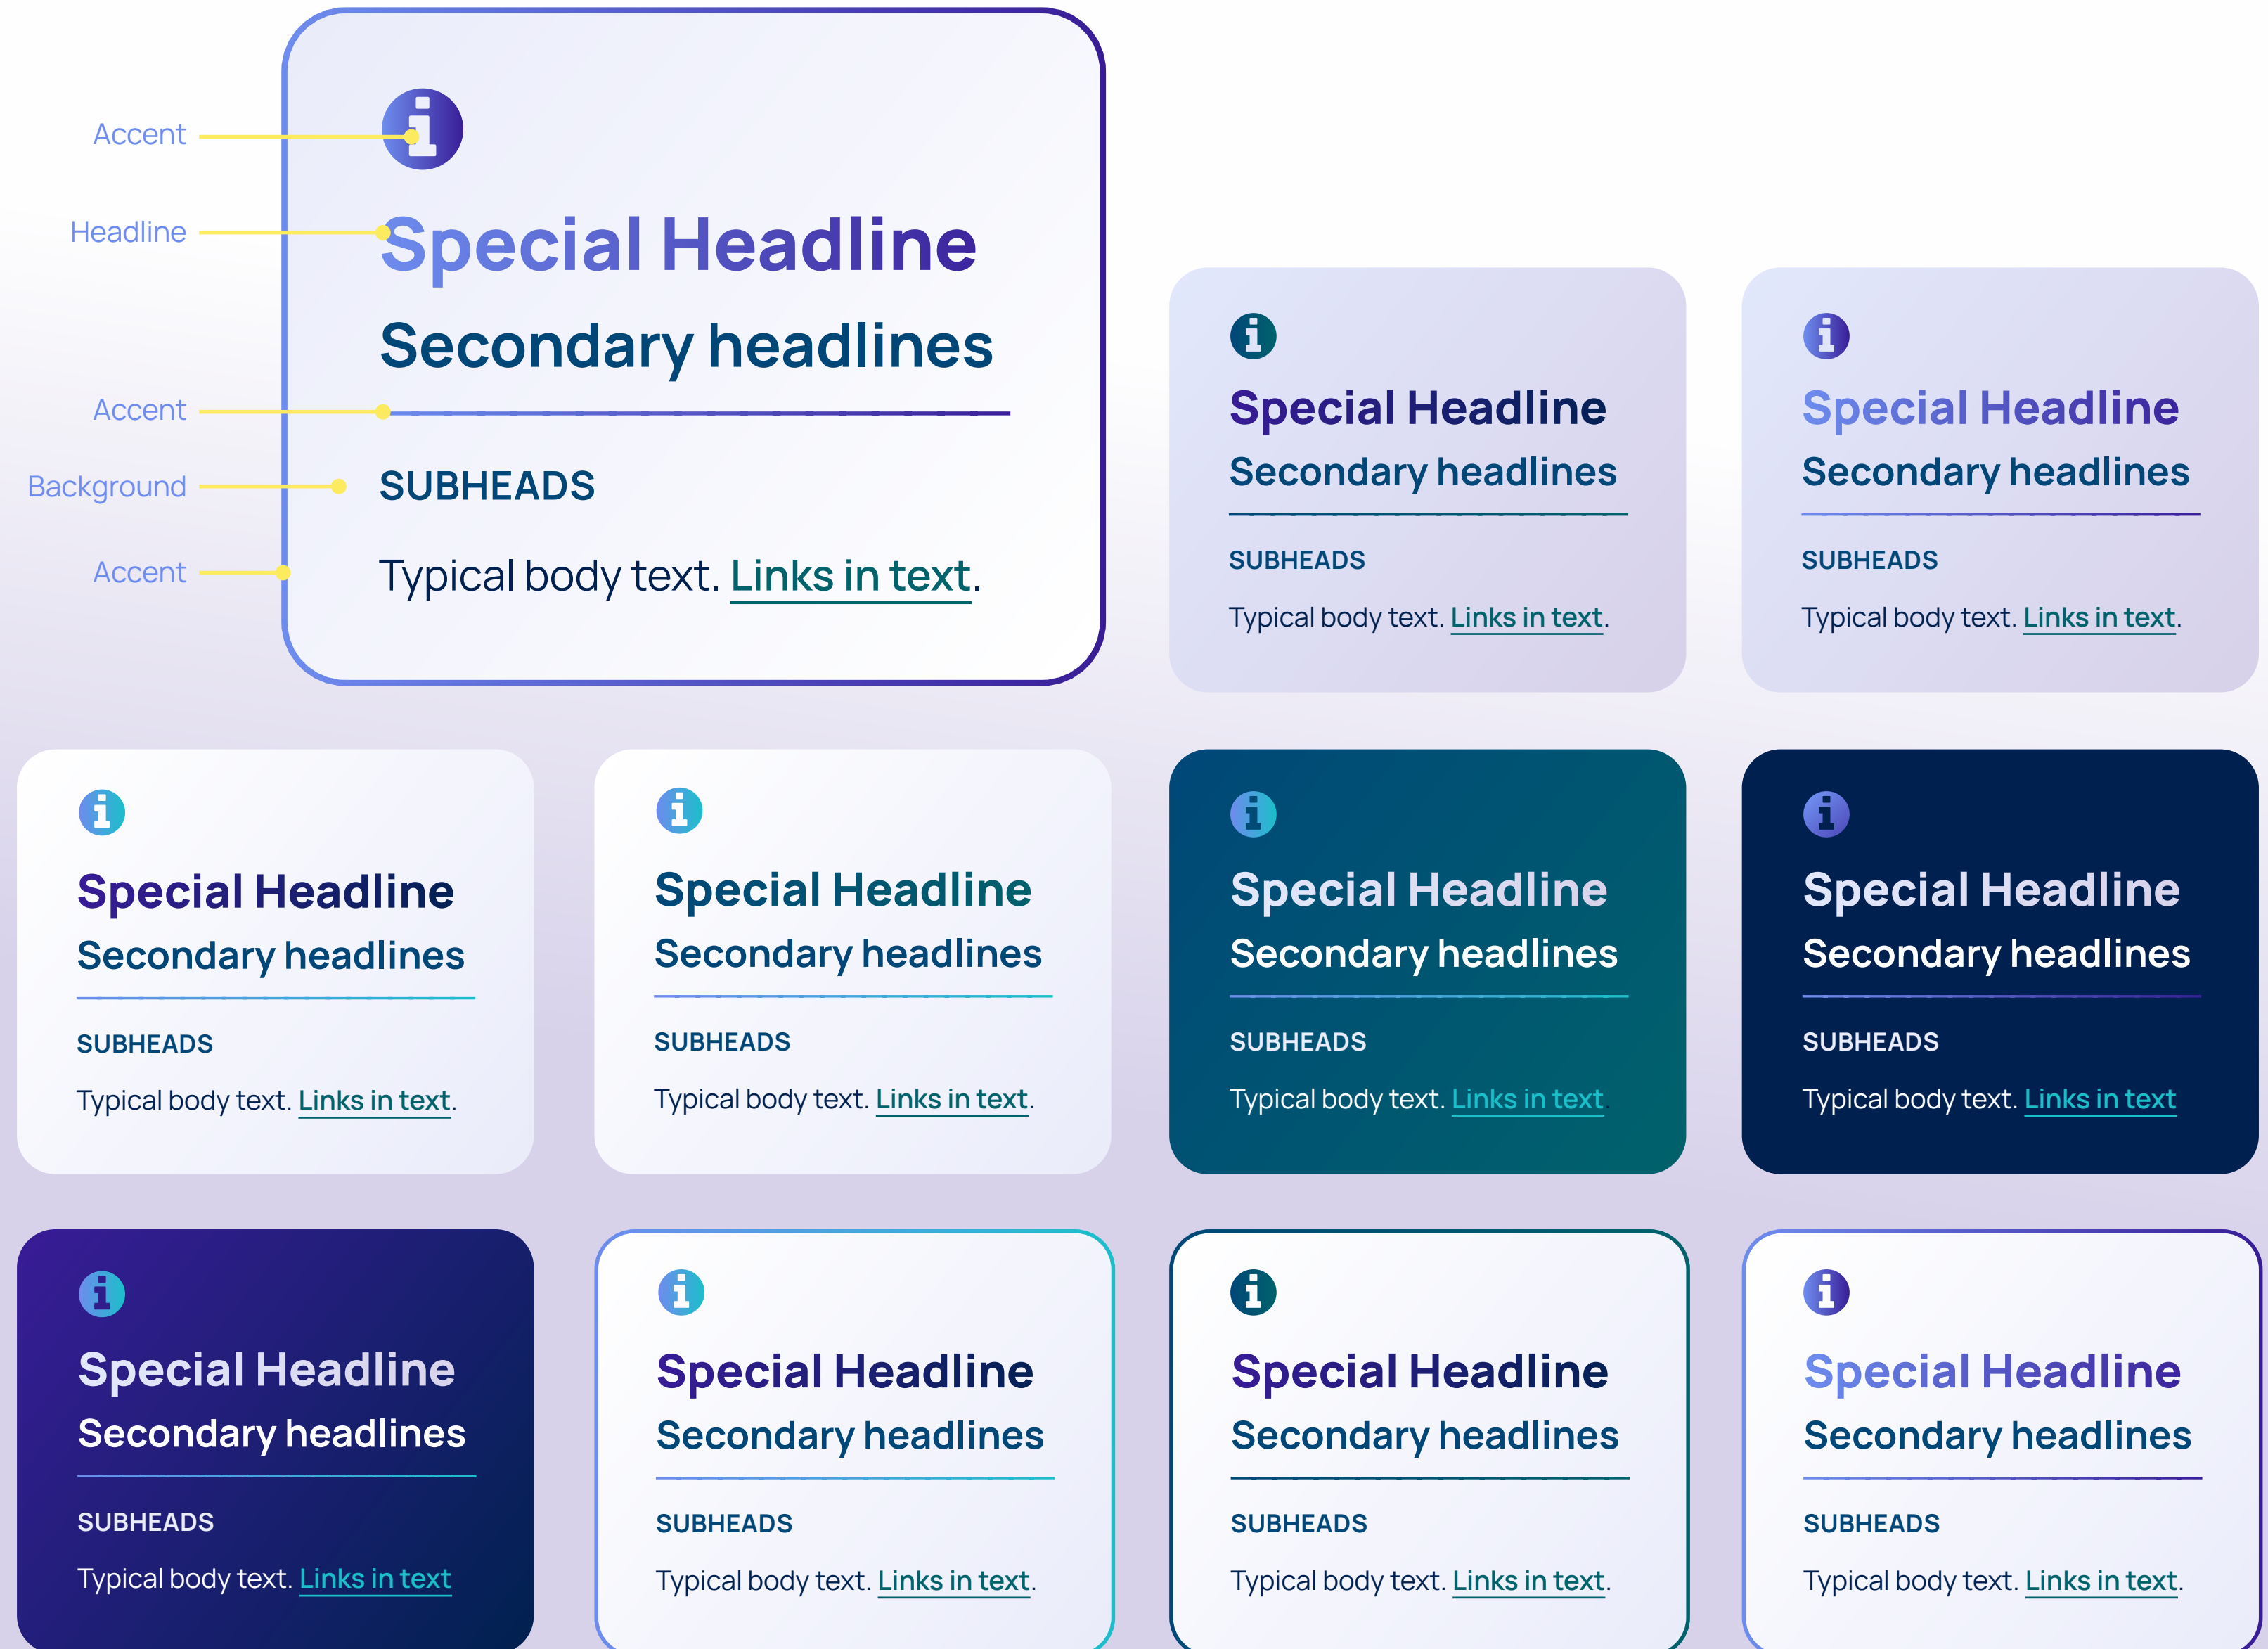 Accent
Headline
Accent
Background
Accent
i
Special Headline
Secondary headlines
SUBHEADS
Typical body text. Links in text.
i
Special Headline
Secondary headlines
SUBHEADS
Typical body text. Links in text.
i
Special Headline
Secondary headlines
SUBHEADS
Typical body text. Links in text.
i
Special Headline
Secondary headlines
SUBHEADS
Typical body text. Links in text.
i
Special Headline
Secondary headlines
SUBHEADS
Typical body text. Links in text.
i
Special Headline
Secondary headlines
SUBHEADS
Typical body text. Links in text.
i
Special Headline
Secondary headlines
SUBHEADS
Typical body text. Links in text
i
Special Headline
Secondary headlines
SUBHEADS
Typical body text. Links in text
i
Special Headline
Secondary headlines
SUBHEADS
Typical body text. Links in text.
i
Special Headline
Secondary headlines
SUBHEADS
Typical body text. Links in text.
i
Special Headline
Secondary headlines
SUBHEADS
Typical body text. Links in text.